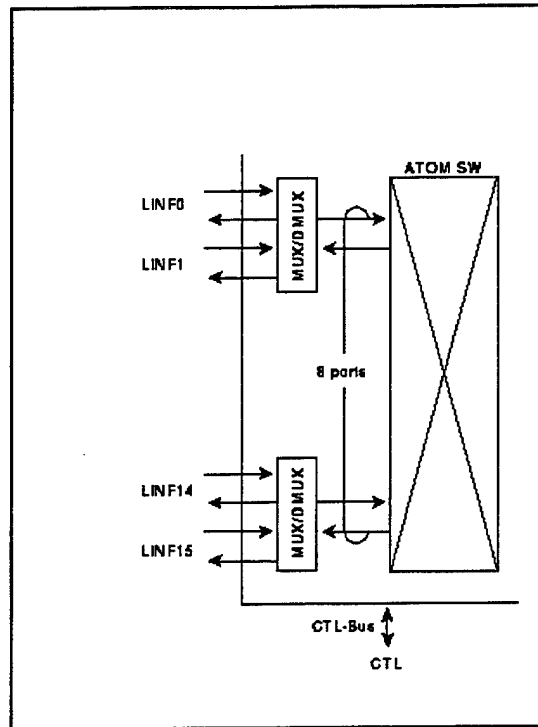 ATOM SW
LINF0
MUX/DMUX
LINF1
8 ports
LINF14
MUX/DMUX
LINF15
CTL-Bus
CTL